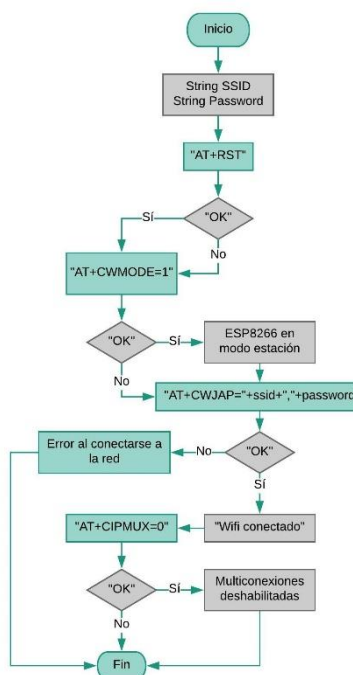 Inicio
String SSID
String Password
"AT+RST"
"OK"
Sí
No
"AT+CWMODE=1"
"OK"
Sí
No
ESP8266 en
modo estación
"AT+CWJAP="+ssid+","+password
"OK"
No
Sí
Error al conectarse a
la red
"Wifi conectado"
"AT+CIPMUX=0"
"OK"
Sí
No
Multiconexiones
deshabilitadas
Fin